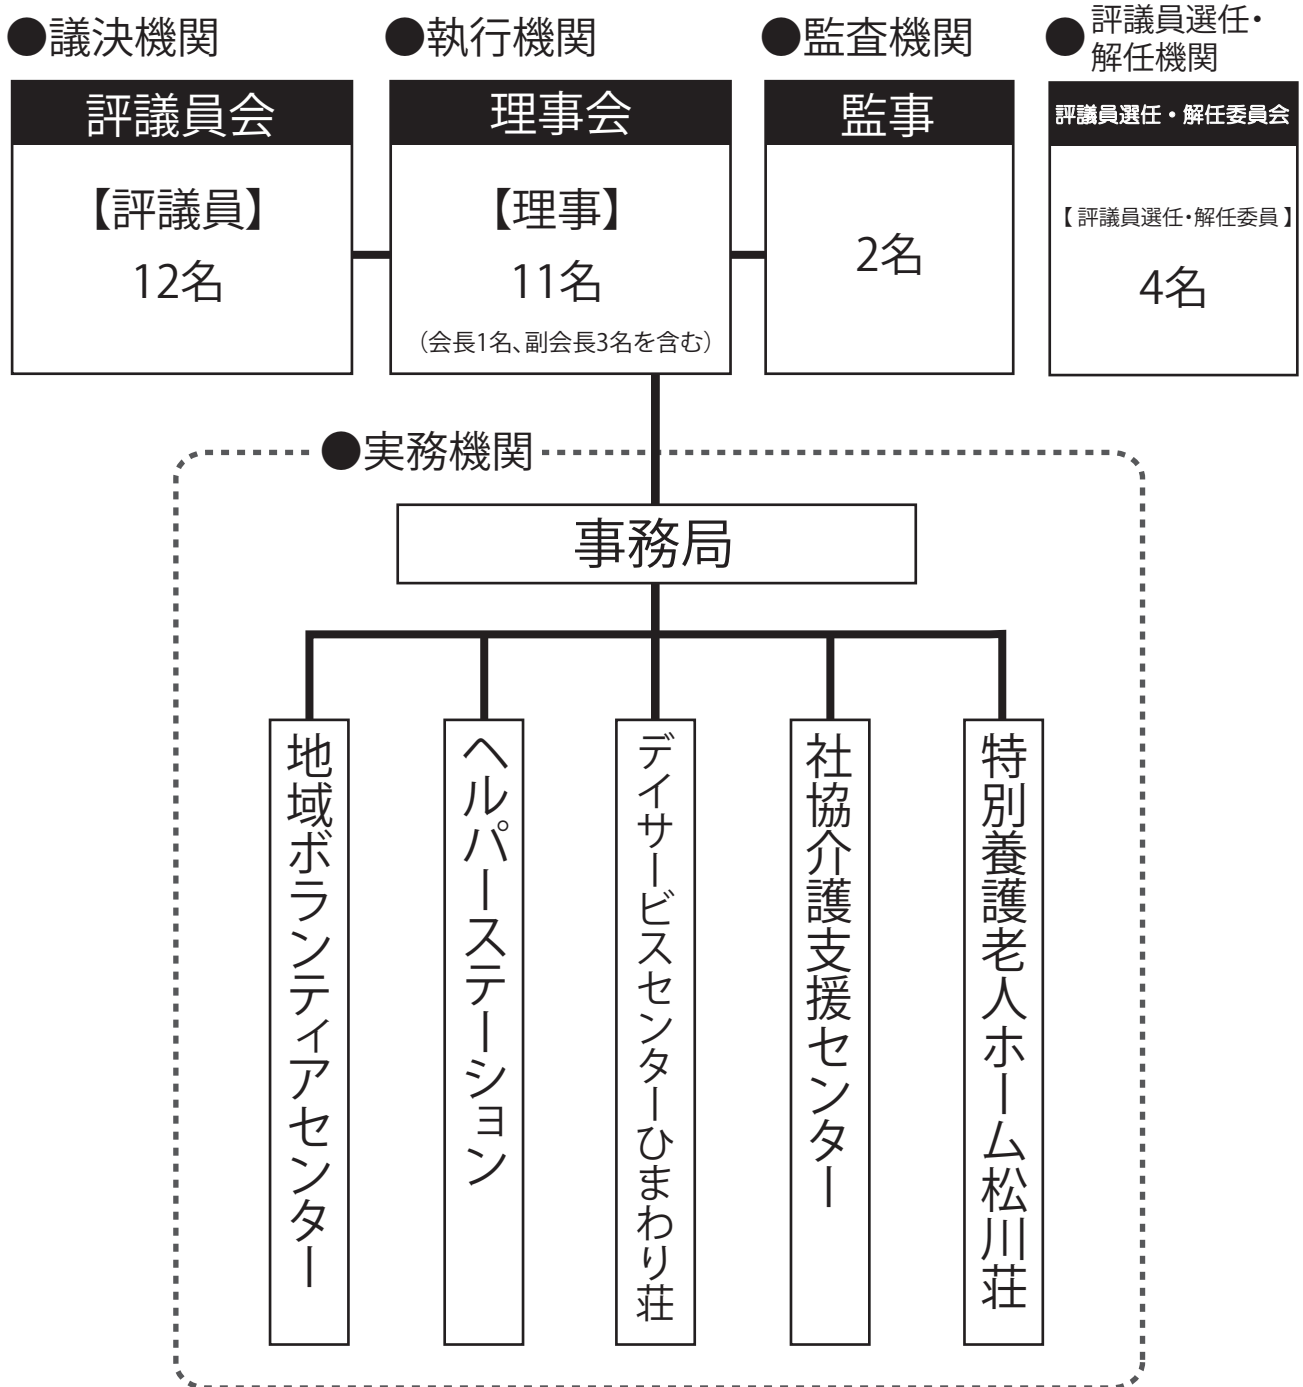 ●議決機関
評議員会
【評議員】
12名
●執行機関
理事会
【理事】
11名
（会長1名、副会長3名を含む）
●監査機関
監事
2名
●評議員選任・
解任機関
評議員選任・解任委員会
【評議員選任・解任委員】
4名
●実務機関
事務局
地域ボランティアセンター
ヘルパーステーション
デイサービスセンターひまわり荘
社協介護支援センター
特別養護老人ホーム松川荘